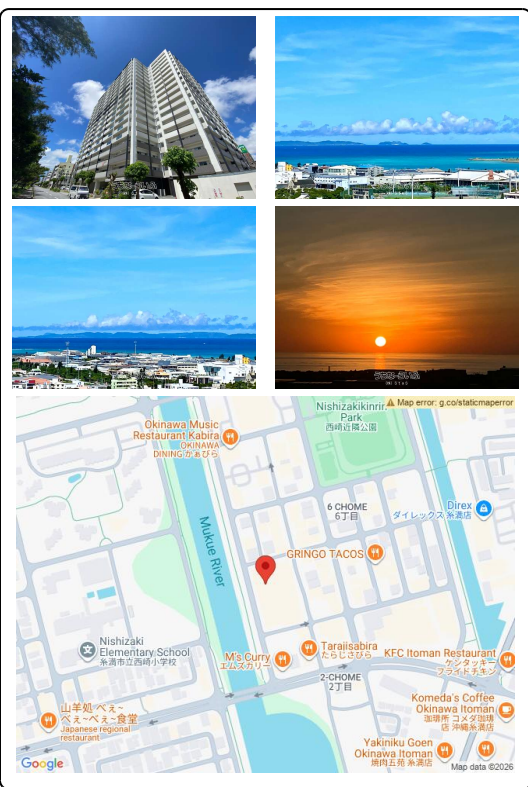 Map error: g.co/staticmaperror
Nishizakikinrin
Park
西崎近隣公園
Okinawa Music
Restaurant Kabira
OKINAWA
DINING かぁびら
6 CHOME
6丁目
Direx
ダイレックス 糸満店
Mukue River
GRINGO TACOS
Nishizaki
Elementary School
糸満市立西崎小学校
M's Curry
エムズカリー
Tarajisabira
たらじさびら
KFC Itoman Restaurant
ケンタッキー
フライドチキン
2-CHOME
2丁目
山羊処 べぇ~
べぇ~べぇ~食堂
Japanese regional
restaurant
Komeda's Coffee
Okinawa Itoman
珈琲所 コメダ珈琲
店 沖縄糸満店
Yakiniku Goen
Okinawa Itoman
焼肉五苑 糸満店
Google
Map data ©2026